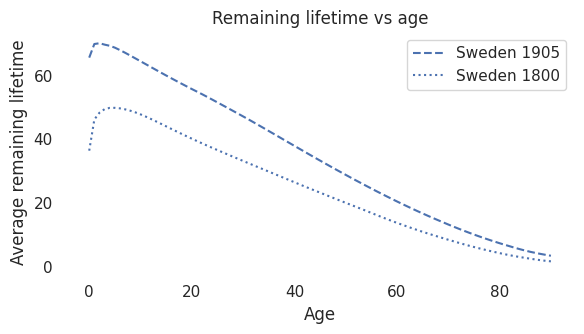 Remaining lifetime vs age
Sweden 1905
Sweden 1800
Average remaining lifetime
60
40
20
0
0 20 40 60 80
Age